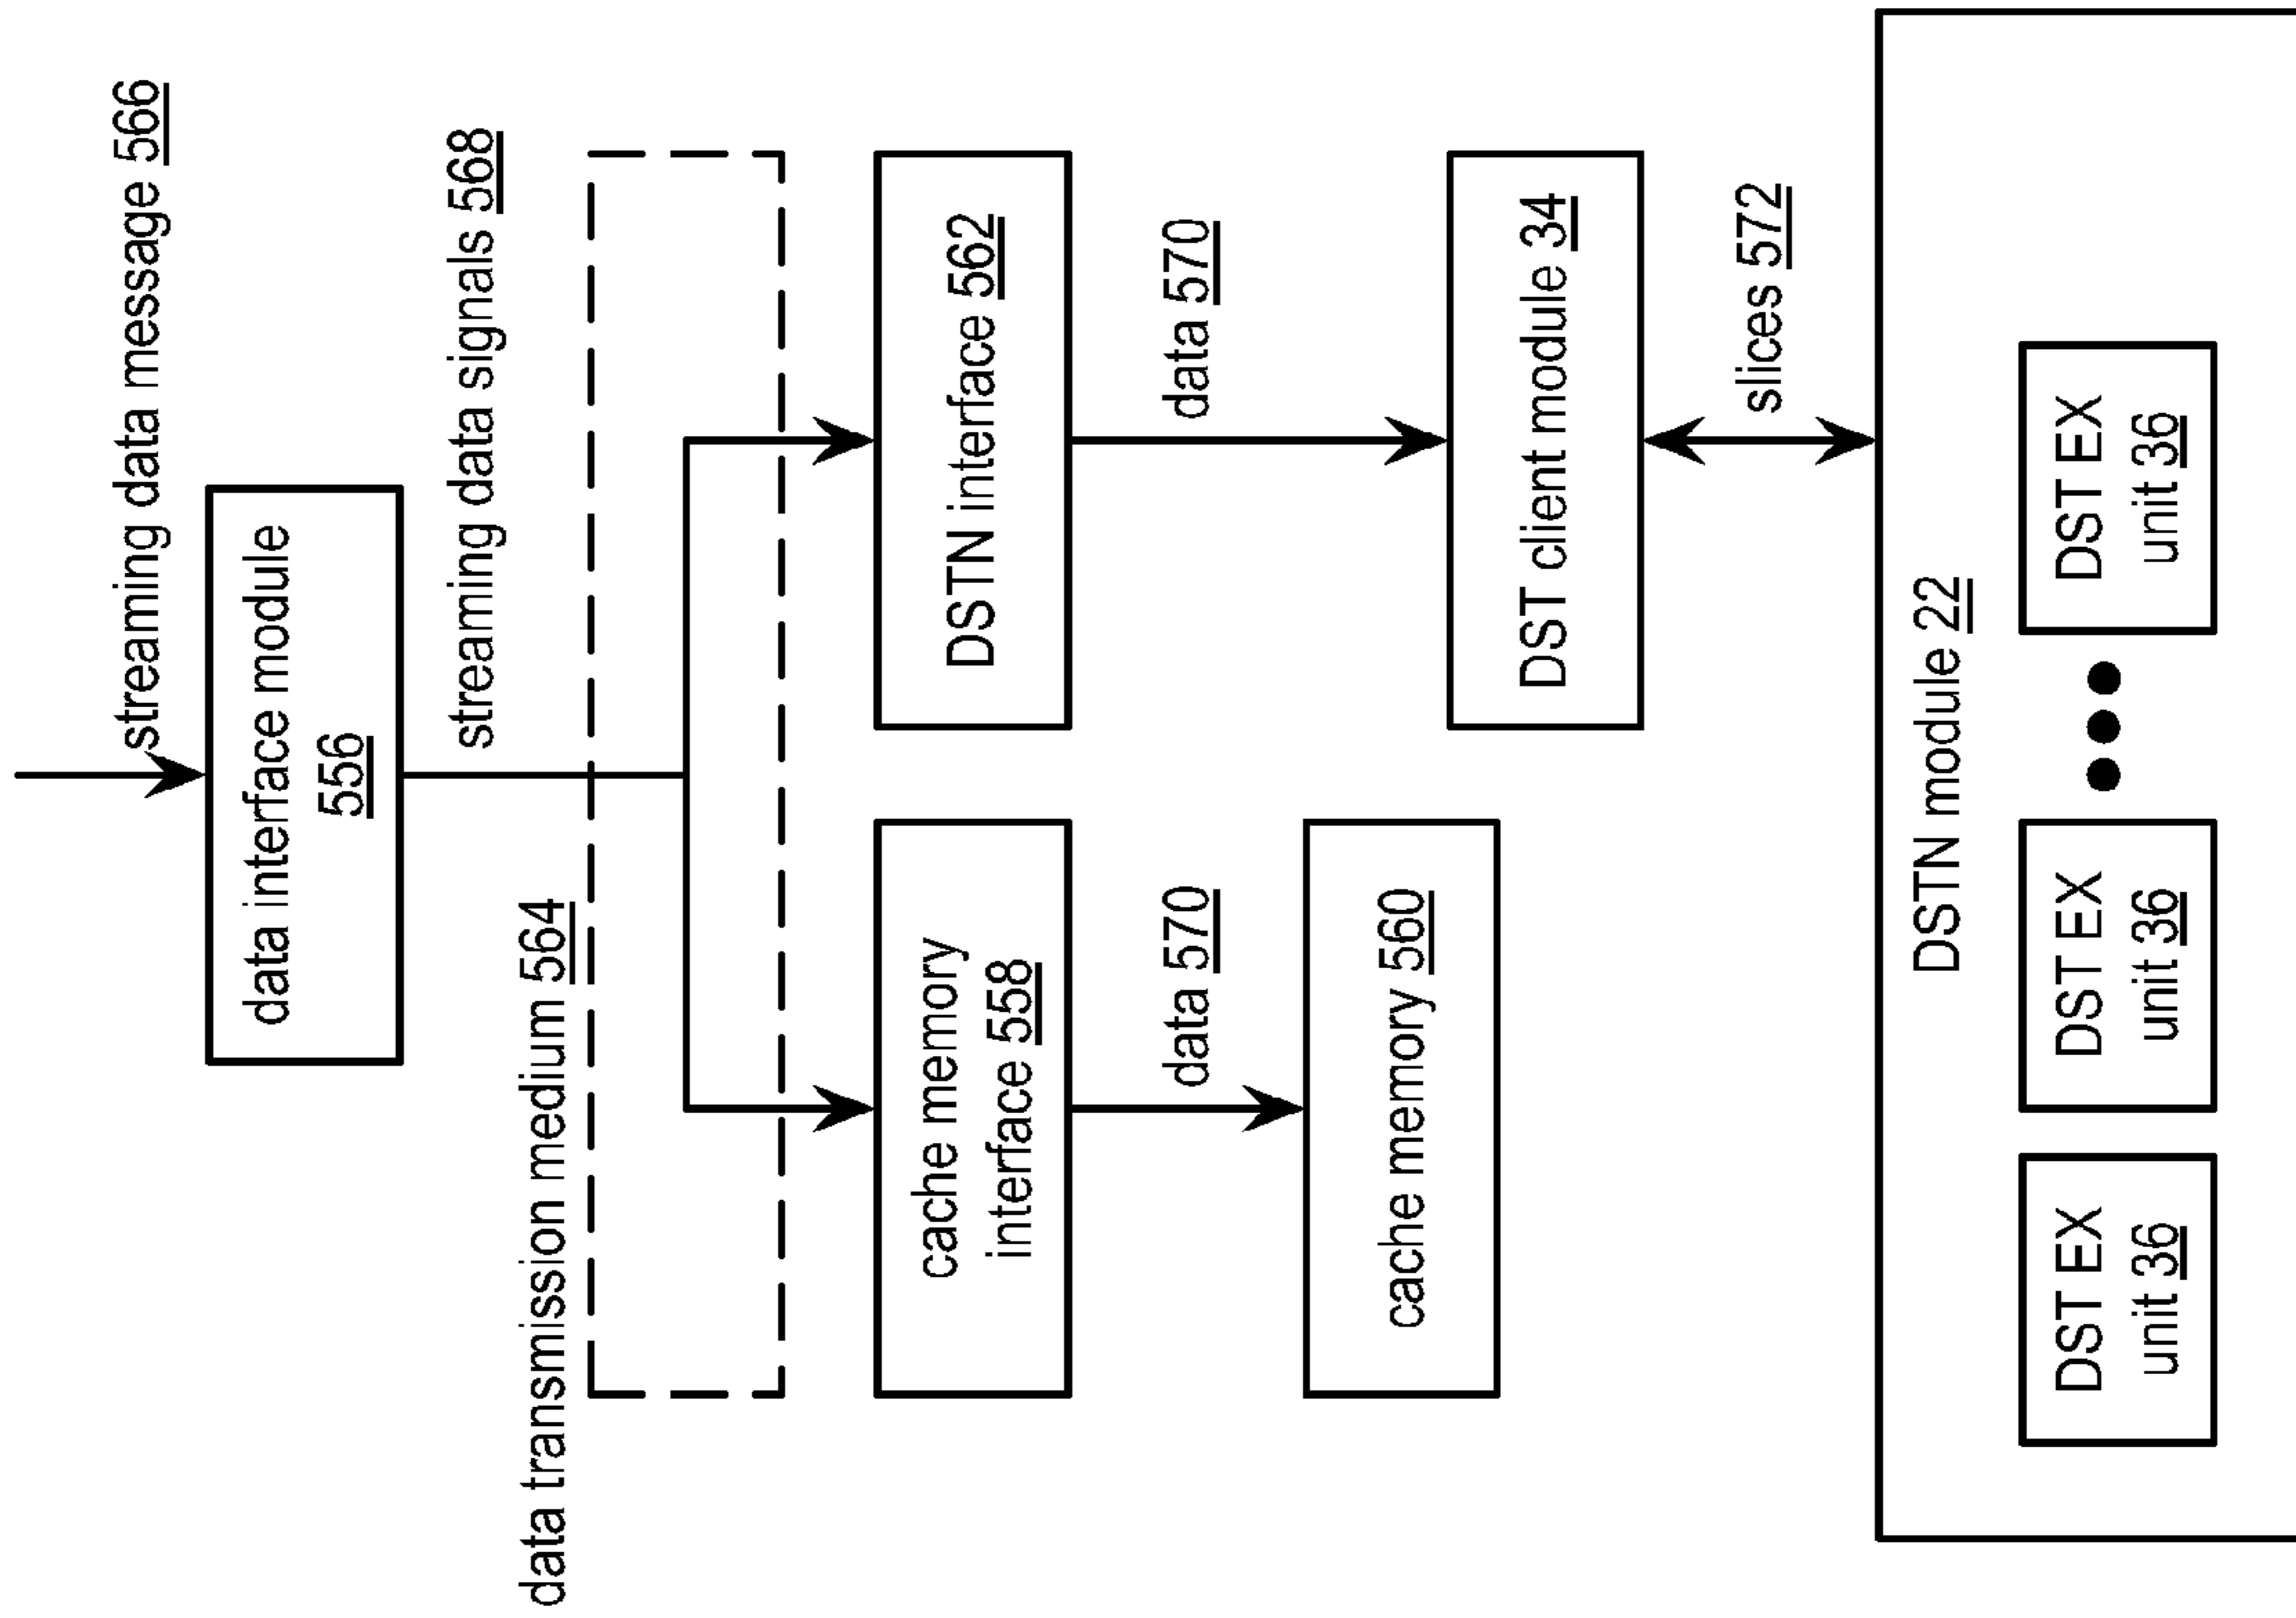 streaming data message 566
data interface module
556
streaming data signals 568
data transmission medium 564
cache memory
interface 558
DSTN interface 562
data 570
data 570
cache memory 560
DST client module 34
slices 572
DSTN module 22
DST EX
unit 36
DST EX
unit 36
DST EX
unit 36